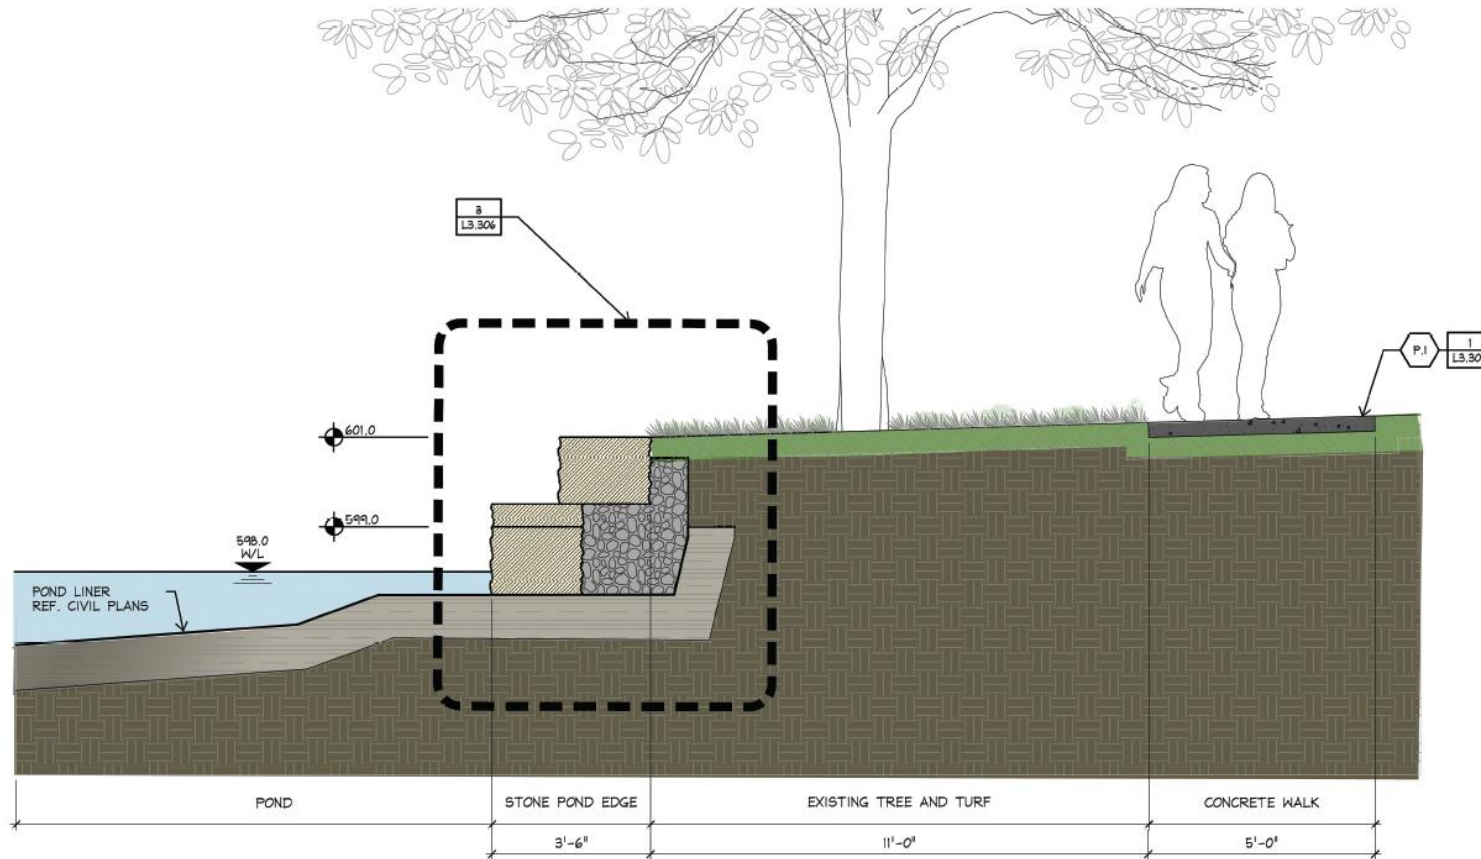 3
L3.306
P.1
1
L3.30
601.0
599.0
598.0
W/L
POND LINER
REF. CIVIL PLANS
POND
STONE POND EDGE
EXISTING TREE AND TURF
CONCRETE WALK
3'-6"
11'-0"
5'-0"